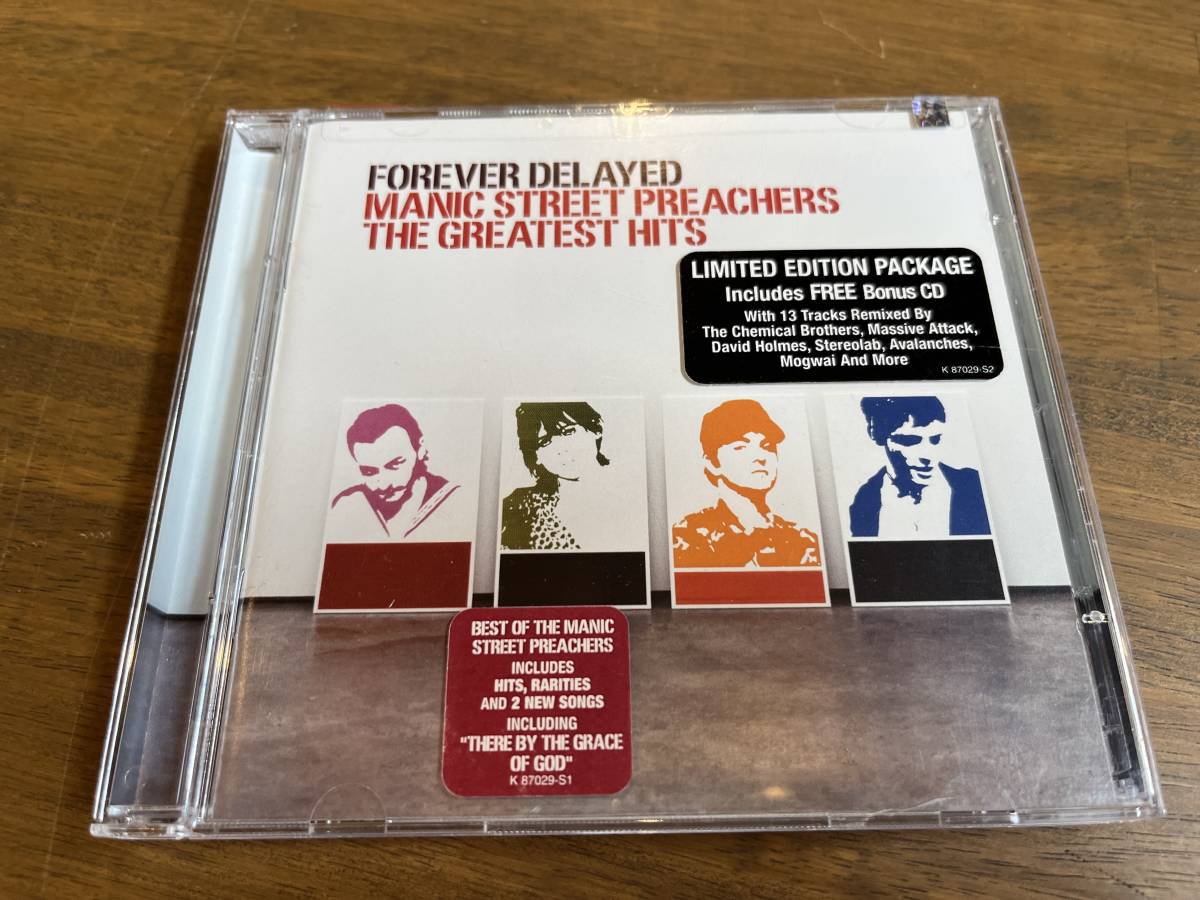 FOREVER DELAYED
MANIC STREET PREACHERS
THE GREATEST HITS
LIMITED EDITION PACKAGE
Includes FREE Bonus CD
With 13 Tracks Remixed By
The Chemical Brothers, Massive Attack,
David Holmes, Stereolab, Avalanches,
Mogwai And More
K 87029-S2
BEST OF THE MANIC
STREET PREACHERS
INCLUDES
HITS, RARITIES
AND 2 NEW SONGS
INCLUDING
"THERE BY THE GRACE
OF GOD"
K 87029-S1